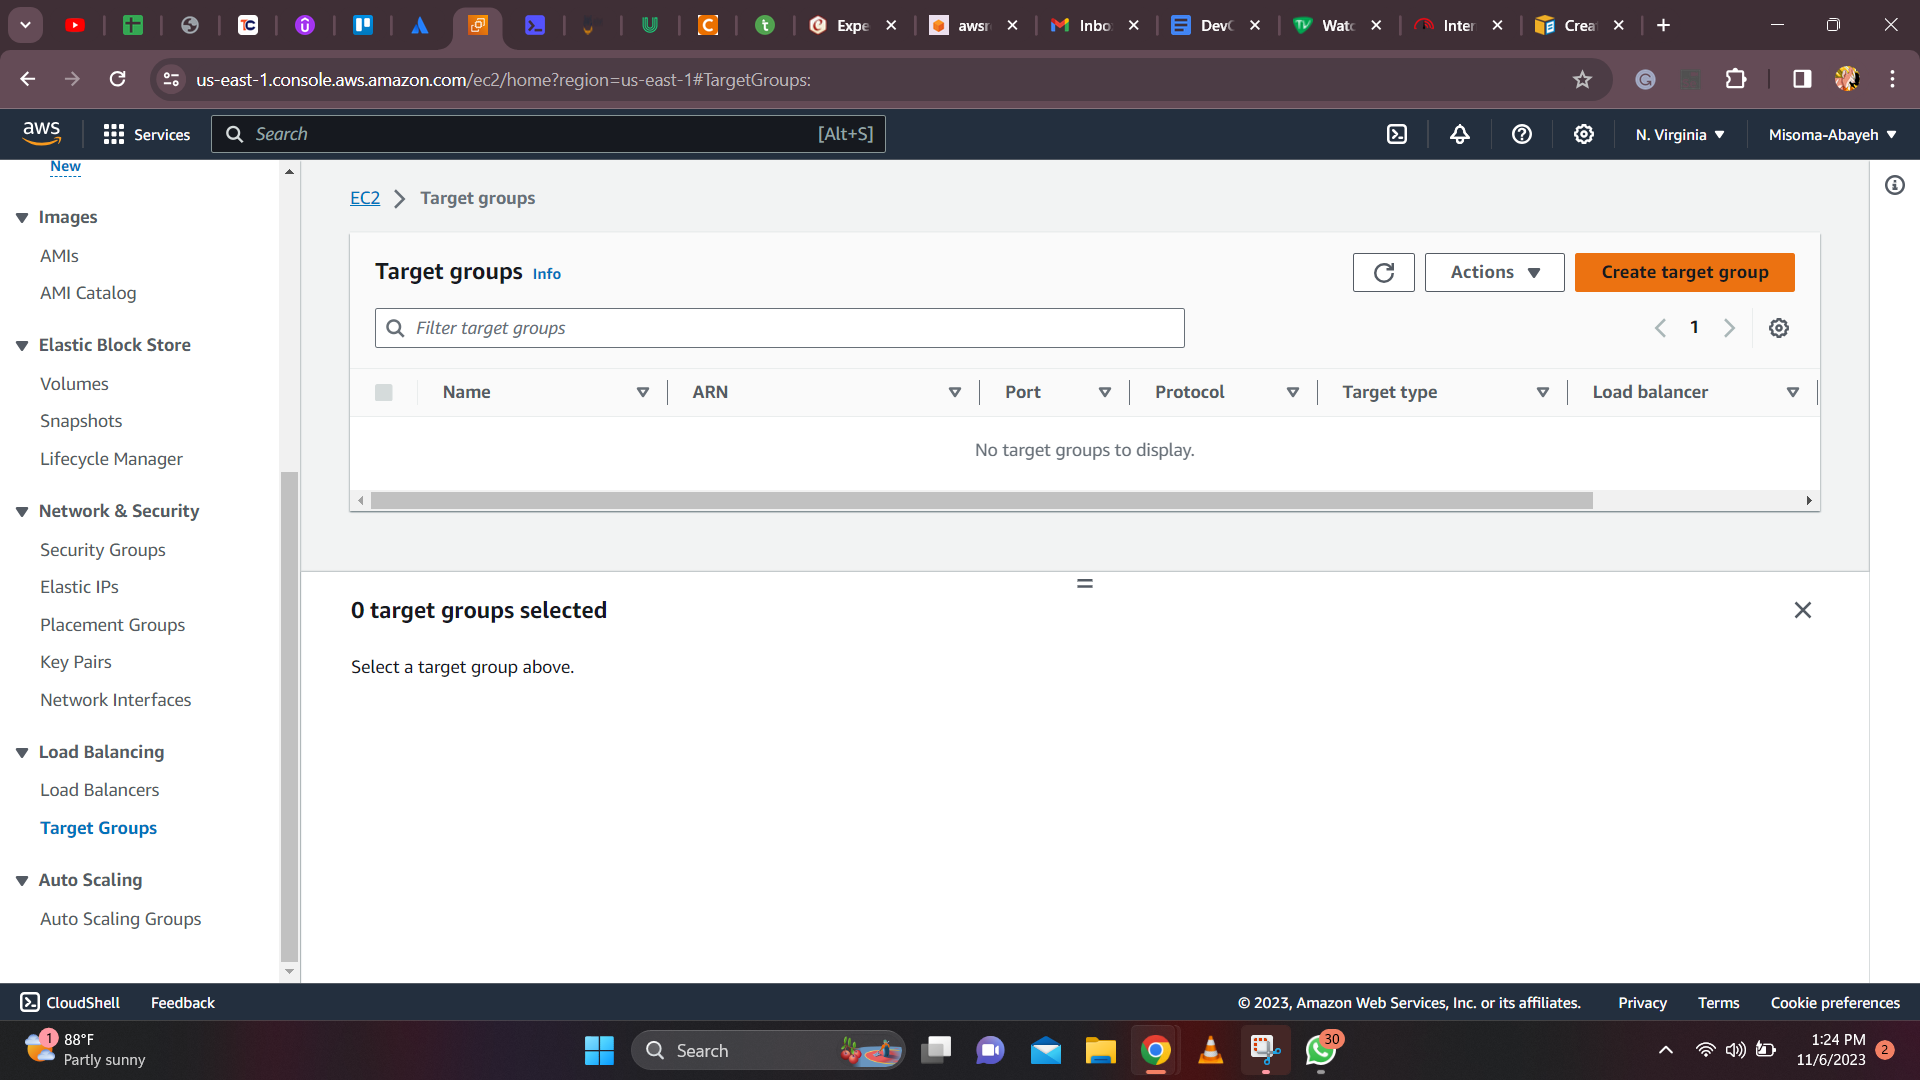 Expe
awsr
Inbo
DevO
Watc
Inter
Crea
us-east-1.console.aws.amazon.com/ec2/home?region=us-east-1#TargetGroups:
aws
Services
Search
[Alt+S]
N. Virginia
Misoma-Abayeh
New
Images
AMIs
AMI Catalog
Elastic Block Store
Volumes
Snapshots
Lifecycle Manager
Network & Security
Security Groups
Elastic IPs
Placement Groups
Key Pairs
Network Interfaces
Load Balancing
Load Balancers
Target Groups
Auto Scaling
Auto Scaling Groups
EC2 > Target groups
Target groups Info
Actions
Create target group
Filter target groups
1
Name ARN Port Protocol Target type Load balancer
No target groups to display.
0 target groups selected
Select a target group above.
CloudShell
Feedback
© 2023, Amazon Web Services, Inc. or its affiliates.
Privacy
Terms
Cookie preferences
1
88°F
Partly sunny
Search
30
1:24 PM
11/6/2023
2